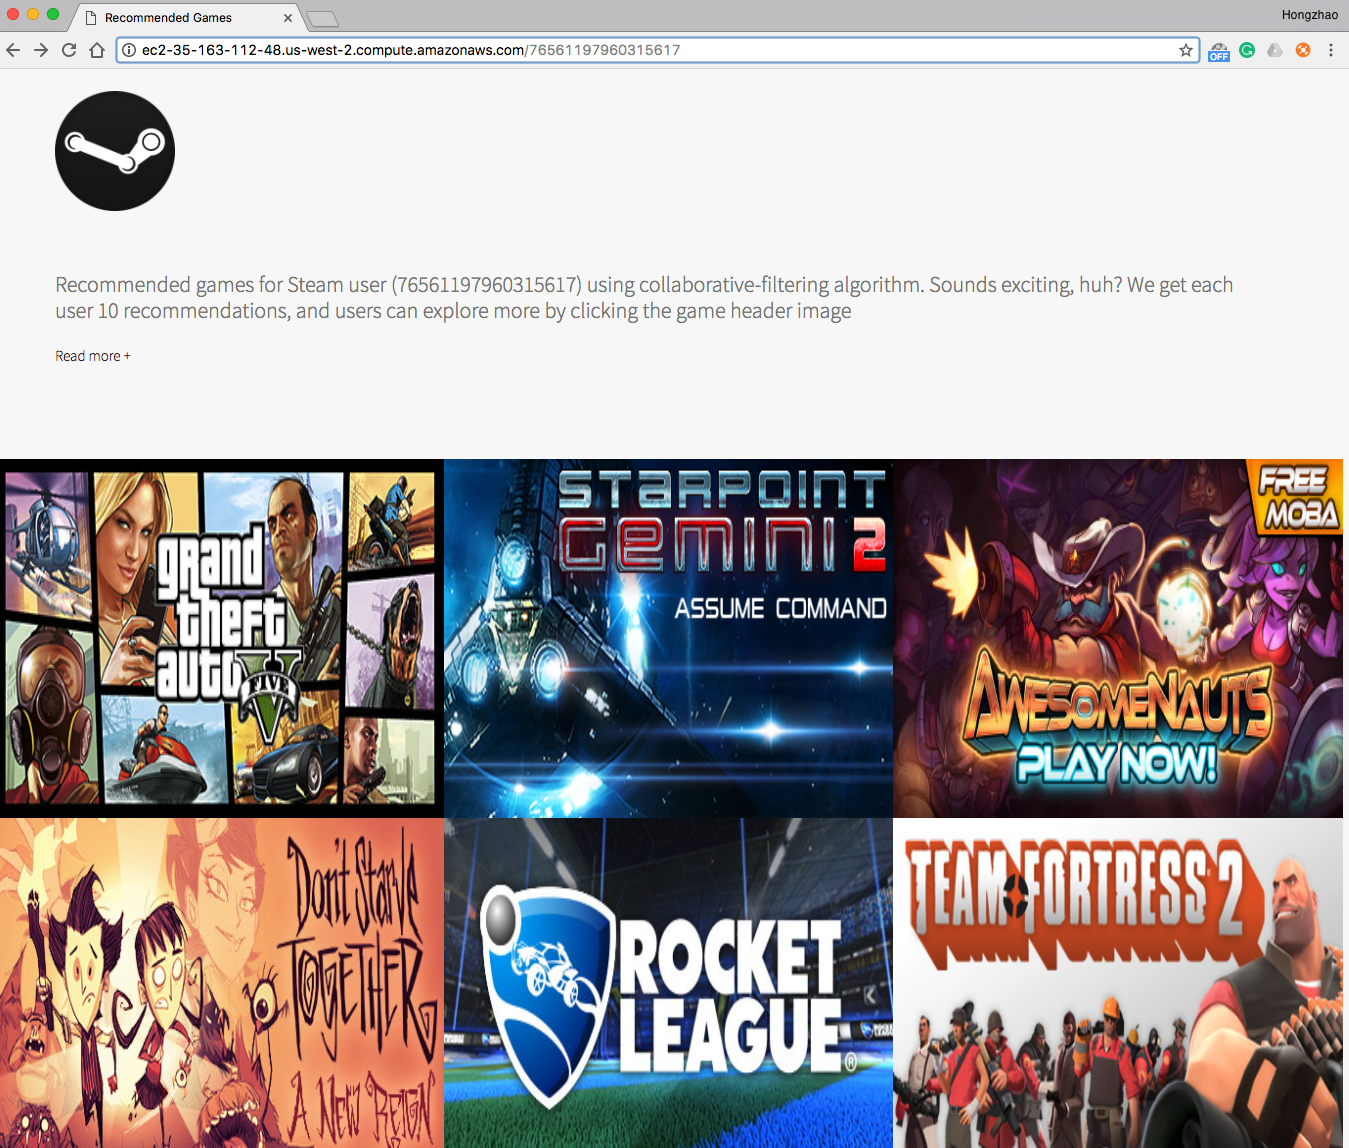 Recommended Games
Hongzhao
ec2-35-163-112-48.us-west-2.compute.amazonaws.com/76561197960315617
OFF
Recommended games for Steam user (76561197960315617) using collaborative-filtering algorithm. Sounds exciting, huh? We get each
user 10 recommendations, and users can explore more by clicking the game header image
Read more +
grand
theft
auto
FIVE
STARPOINT
GEMINI 2
ASSUME COMMAND
FREE
MOBA
AWESOMENAUTS
PLAY NOW!
Don't Starve
TOGETHER
A New Reign
ROCKET
LEAGUE®
TEAM FORTRESS 2